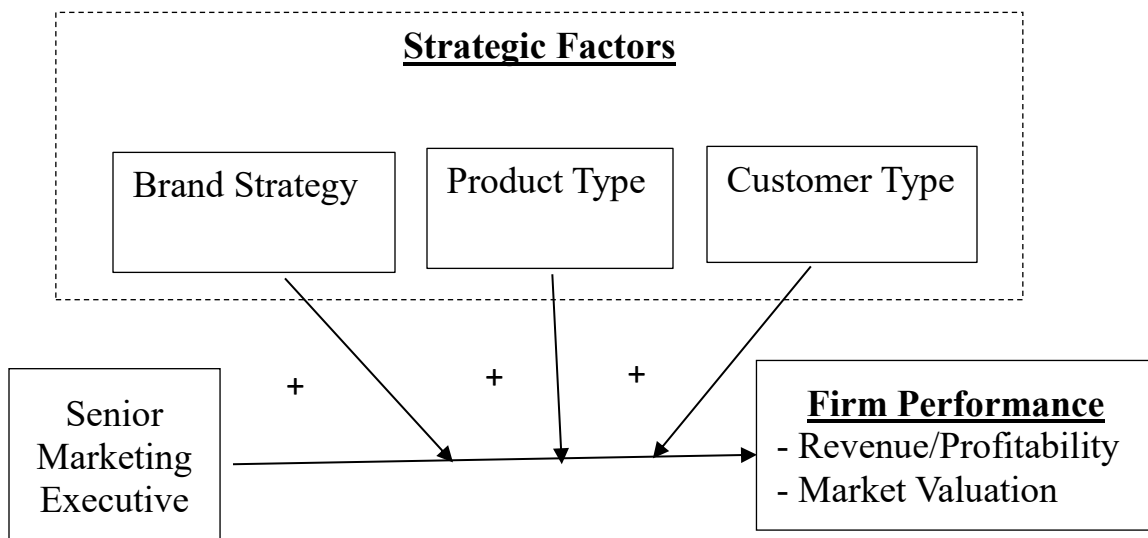 Strategic Factors
Brand Strategy
Product Type
Customer Type
+
+
+
Senior
Marketing
Executive
Firm Performance
- Revenue/Profitability
- Market Valuation